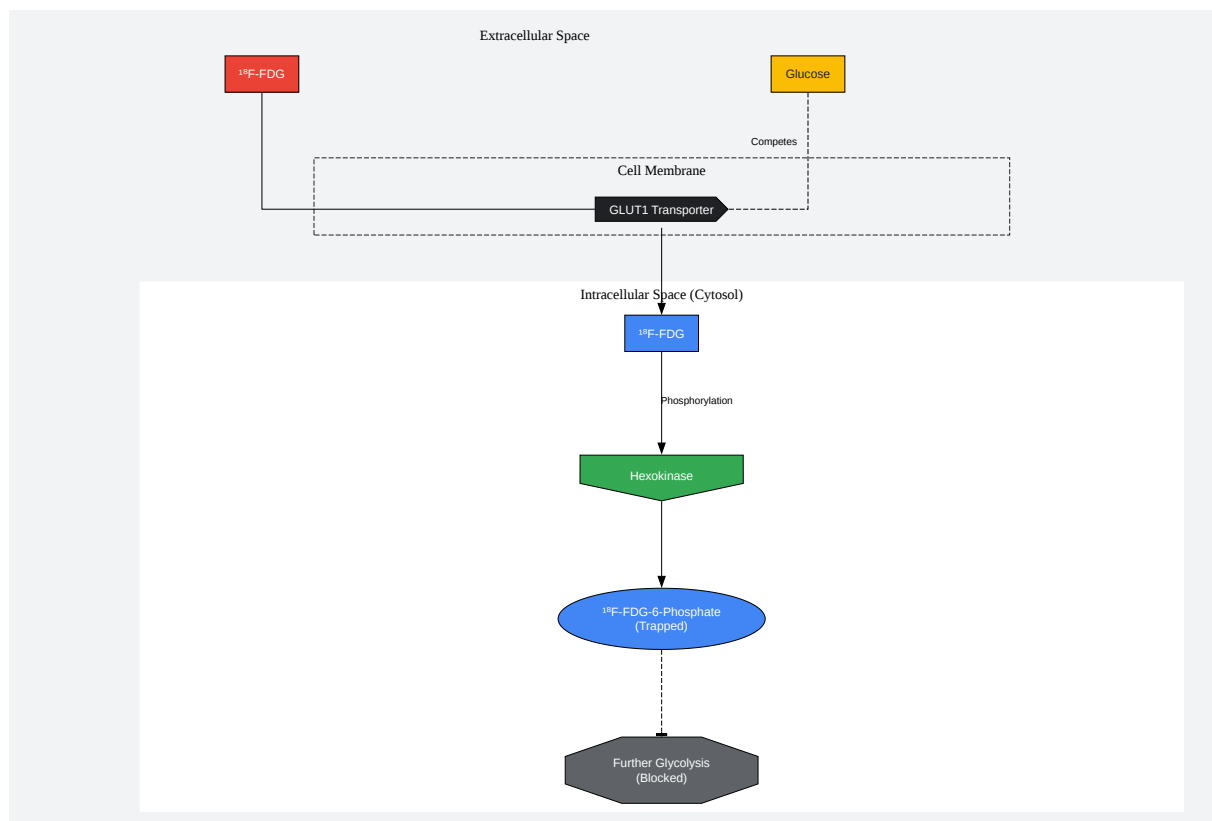 Extracellular Space
¹⁸F-FDG
Glucose
Competes
Cell Membrane
GLUT1 Transporter
Intracellular Space (Cytosol)
¹⁸F-FDG
Phosphorylation
Hexokinase
¹⁸F-FDG-6-Phosphate
(Trapped)
Further Glycolysis
(Blocked)